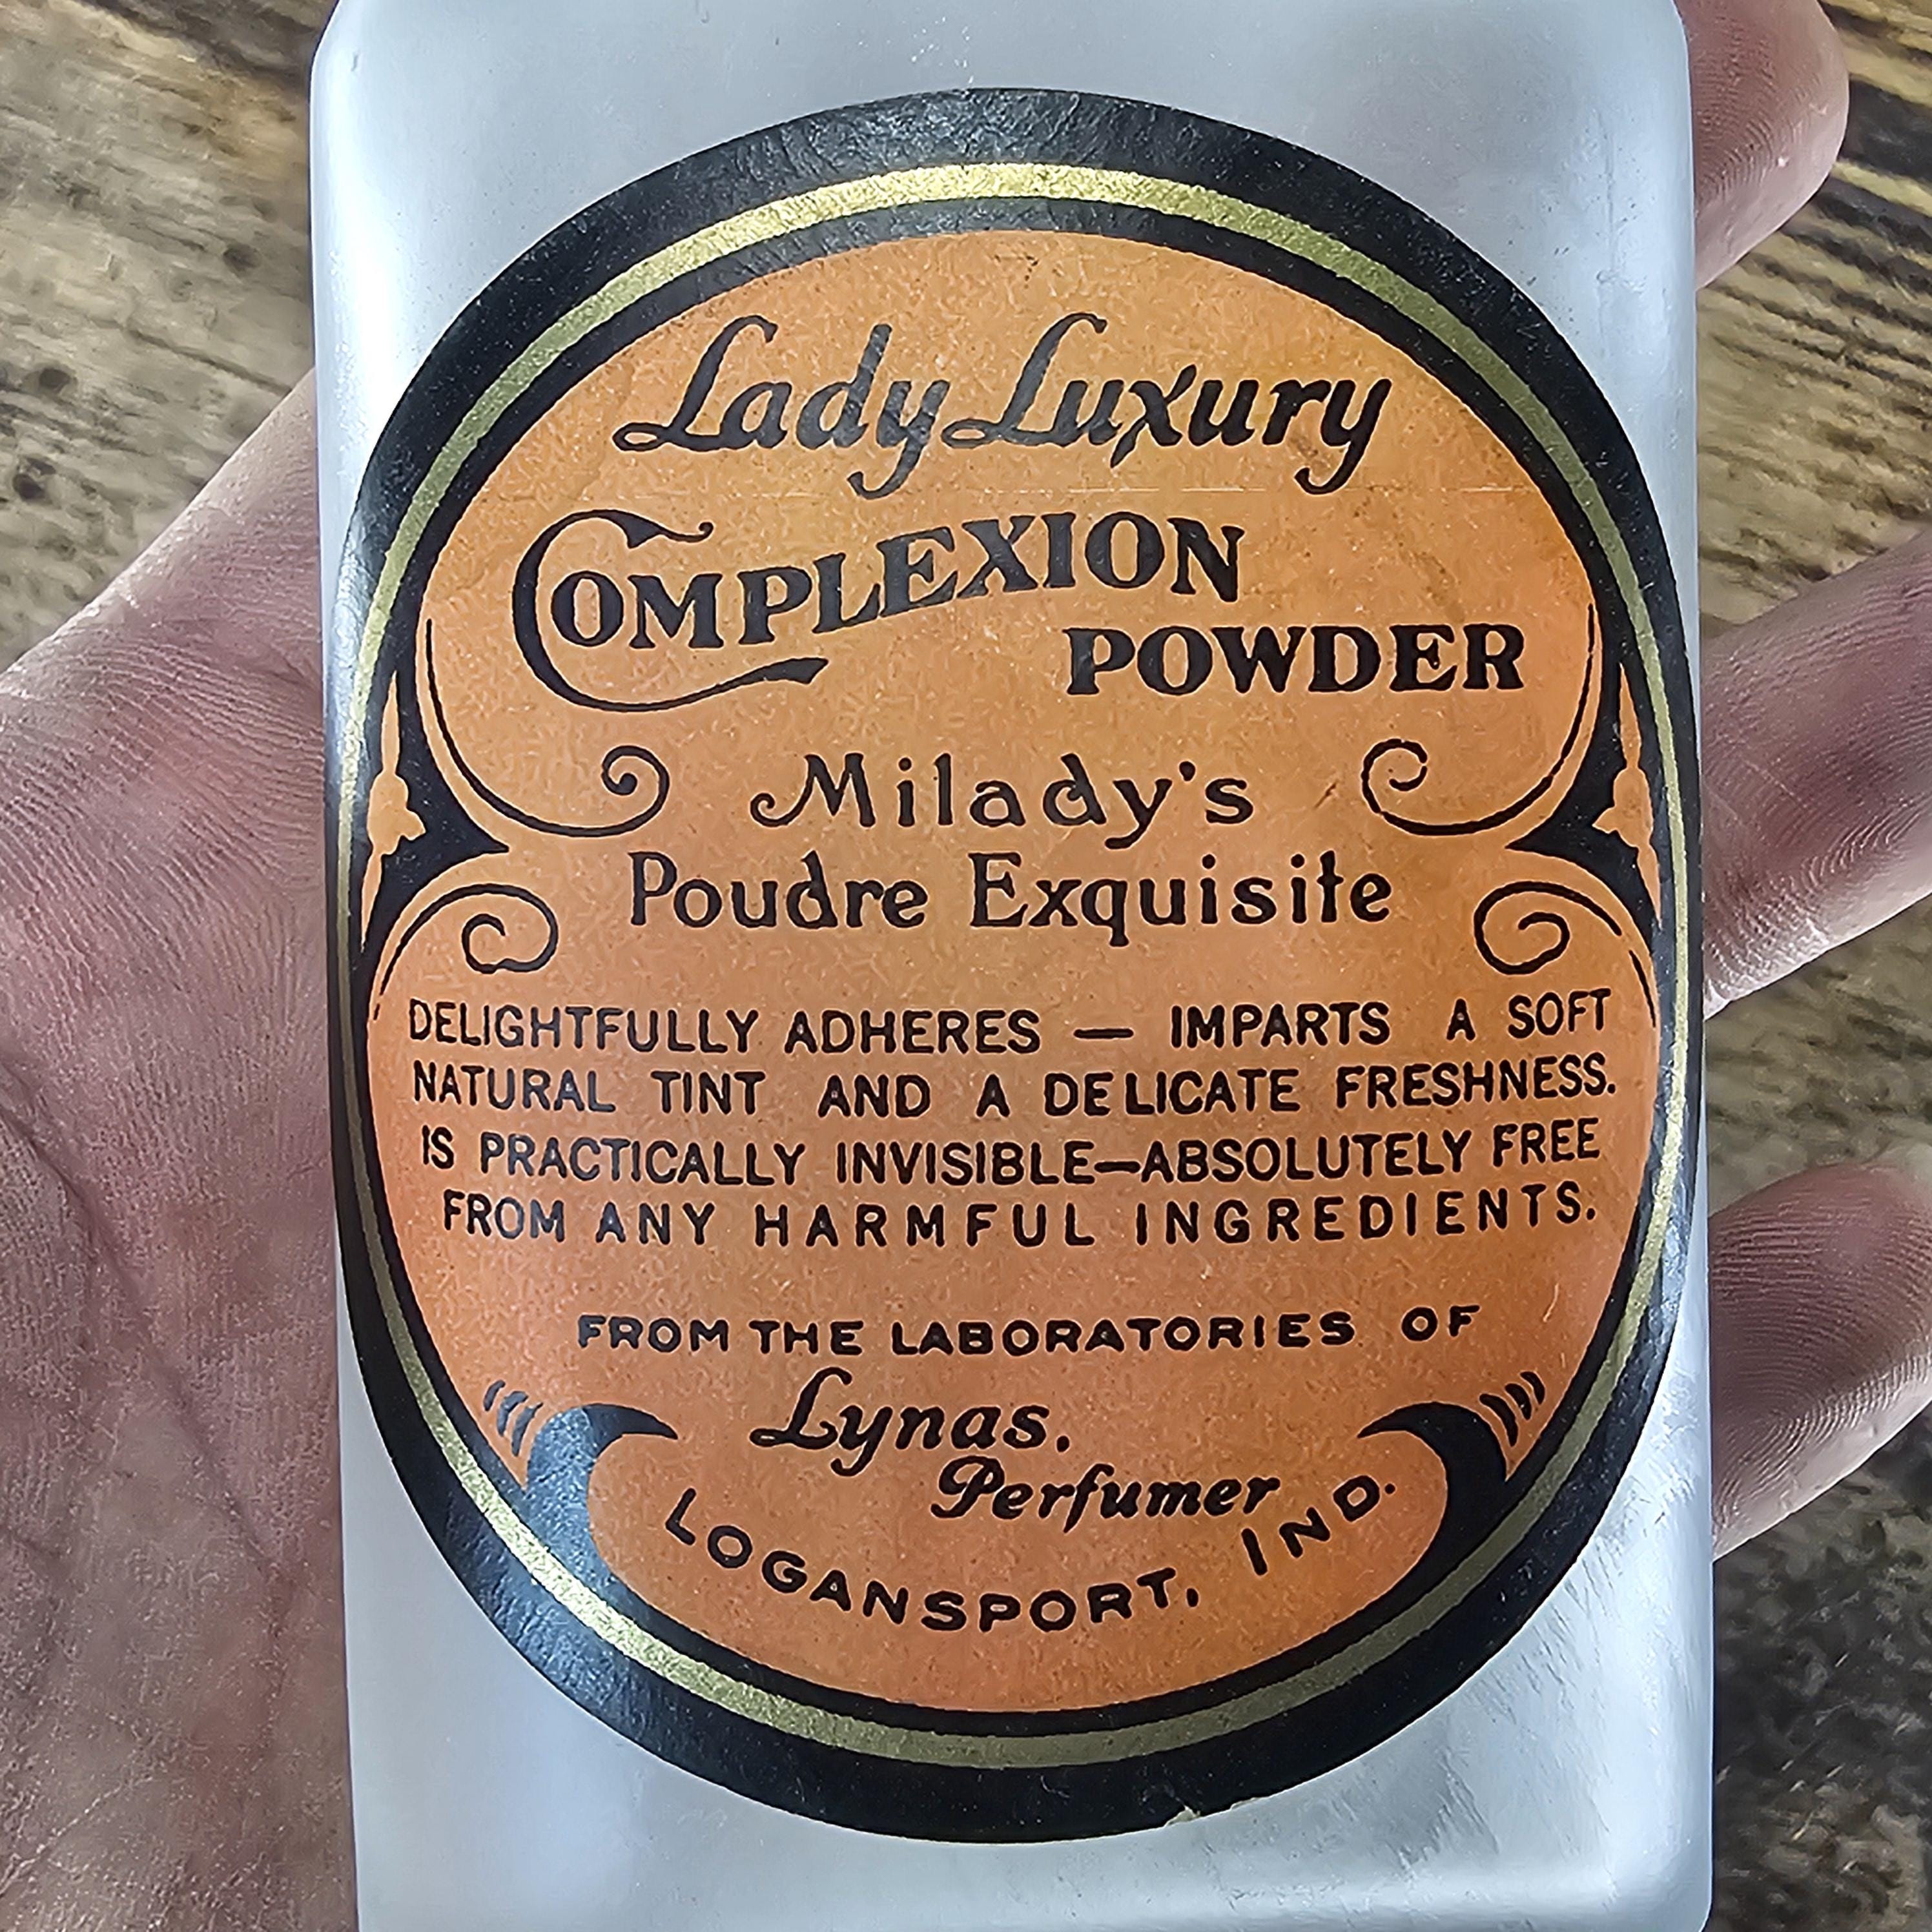 Lady Luxury
COMPLEXION
POWDER
Milady's
Poudre Exquisite
DELIGHTFULLY ADHERES — IMPARTS A SOFT
NATURAL TINT AND A DELICATE FRESHNESS.
IS PRACTICALLY INVISIBLE—ABSOLUTELY FREE
FROM ANY HARMFUL INGREDIENTS.
FROM THE LABORATORIES OF
Lynas.
Perfumer
LOGANSPORT, IND.